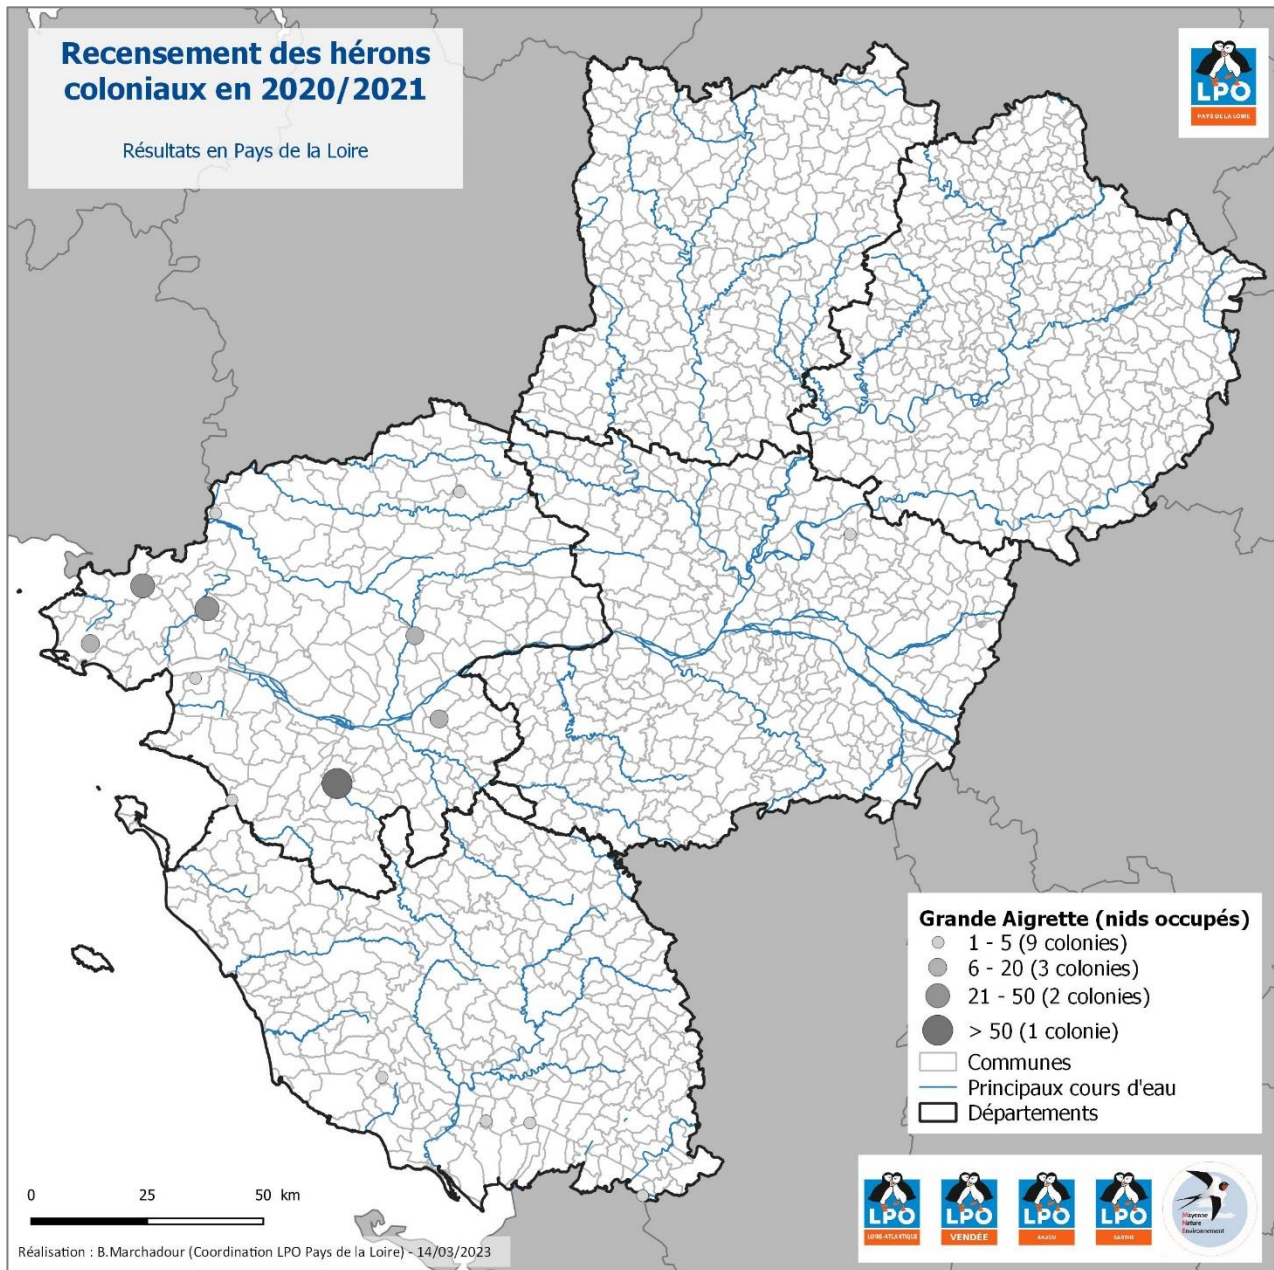 Recensement des hérons
coloniaux en 2020/2021
Résultats en Pays de la Loire
LPO
PAYS DE LA LOIRE
Grande Aigrette (nids occupés)
1 - 5 (9 colonies)
6 - 20 (3 colonies)
21 - 50 (2 colonies)
> 50 (1 colonie)
Communes
Principaux cours d'eau
Départements
0 25 50 km
Réalisation : B.Marchadour (Coordination LPO Pays de la Loire) - 14/03/2023
LPO
LOIRE-ATLANTIQUE
LPO
VENDÉE
LPO
ANJOU
LPO
SARTHE
Mayenne
Nature
Environnement